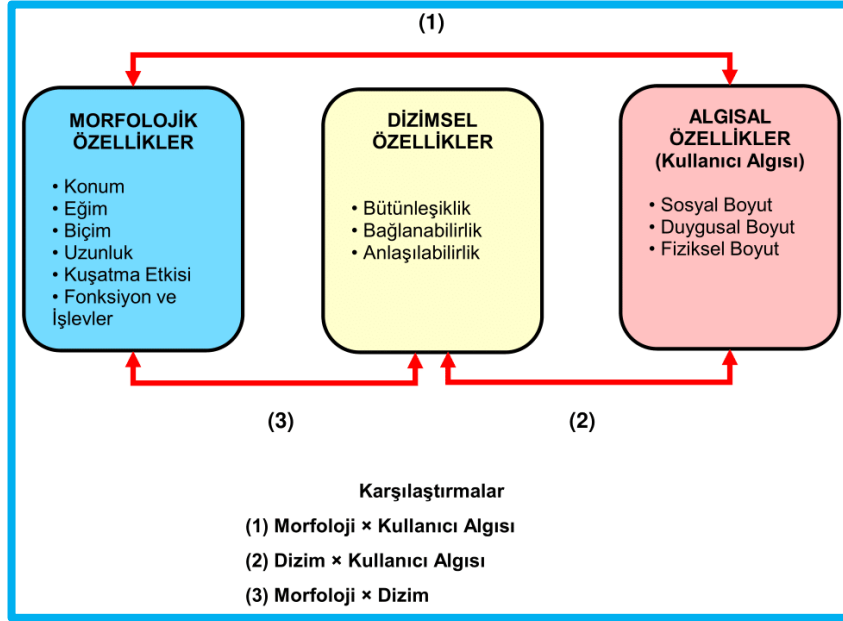 (1)
MORFOLOJİK
ÖZELLİKLER
• Konum
• Eğim
• Biçim
• Uzunluk
• Kuşatma Etkisi
• Fonksiyon ve
İşlevler
DİZİMSEL
ÖZELLİKLER
• Bütünleşiklik
• Bağlanabilirlik
• Anlaşılabilirlik
ALGISAL
ÖZELLİKLER
(Kullanıcı Algısı)
• Sosyal Boyut
• Duygusal Boyut
• Fiziksel Boyut
(3)
(2)
Karşılaştırmalar
(1) Morfoloji × Kullanıcı Algısı
(2) Dizim × Kullanıcı Algısı
(3) Morfoloji × Dizim